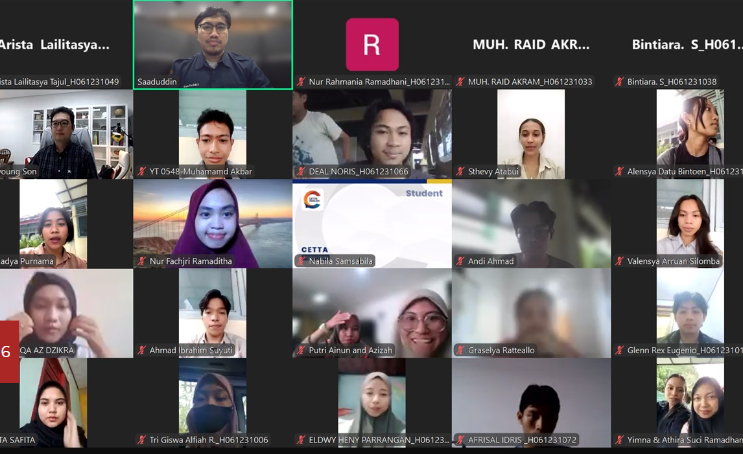 Arista Lailitasya...
rista Lailitasya Tajul_H061231049
Saaduddin
R
Nur Rahmania Ramadhani_H061231...
MUH. RAID AKR...
MUH. RAID AKRAM_H061231033
Bintiara. S_H061...
Bintiara. S_H061231038
young Son
YT 0548-Muhamamd Akbar
DEAL NORIS_H061231066
Sthevy Atabui
Alensya Datu Bintoen_H061231
adya Purnama
Nur Fachjri Ramaditha
Student
CETTA
Nabila Samsabila
Andi Ahmad
Valensya Arruan Silomba
6
QA AZ DZIKRA
Ahmad Ibrahim Suyuti
Putri Ainun and Azizah
Graselya Ratteallo
Glenn Rex Eugenio_H06123101
TA SAFITA
Tri Giswa Alfiah R_H061231006
ELDWY HENY PARRANGAN_H06123...
AFRISAL IDRIS _H061231072
Yimna & Athira Suci Ramadhan